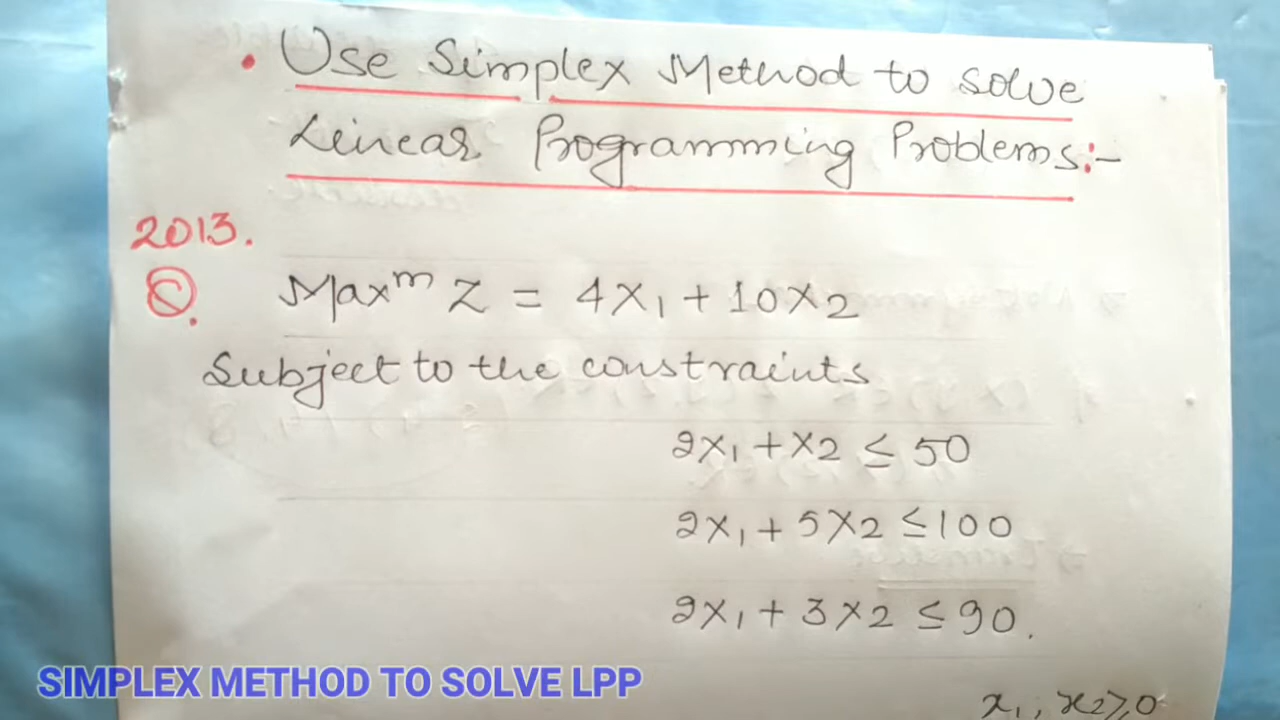 . Use Simplex Method to solve
Linear Programming Problems:-
2013.
Q. Maxᵐ Z = 4X₁ + 10X₂
Subject to the constraints
2X₁ + X₂ ≤ 50
2X₁ + 5X₂ ≤ 100
2X₁ + 3X₂ ≤ 90.
x₁, x₂ ≥ 0
SIMPLEX METHOD TO SOLVE LPP